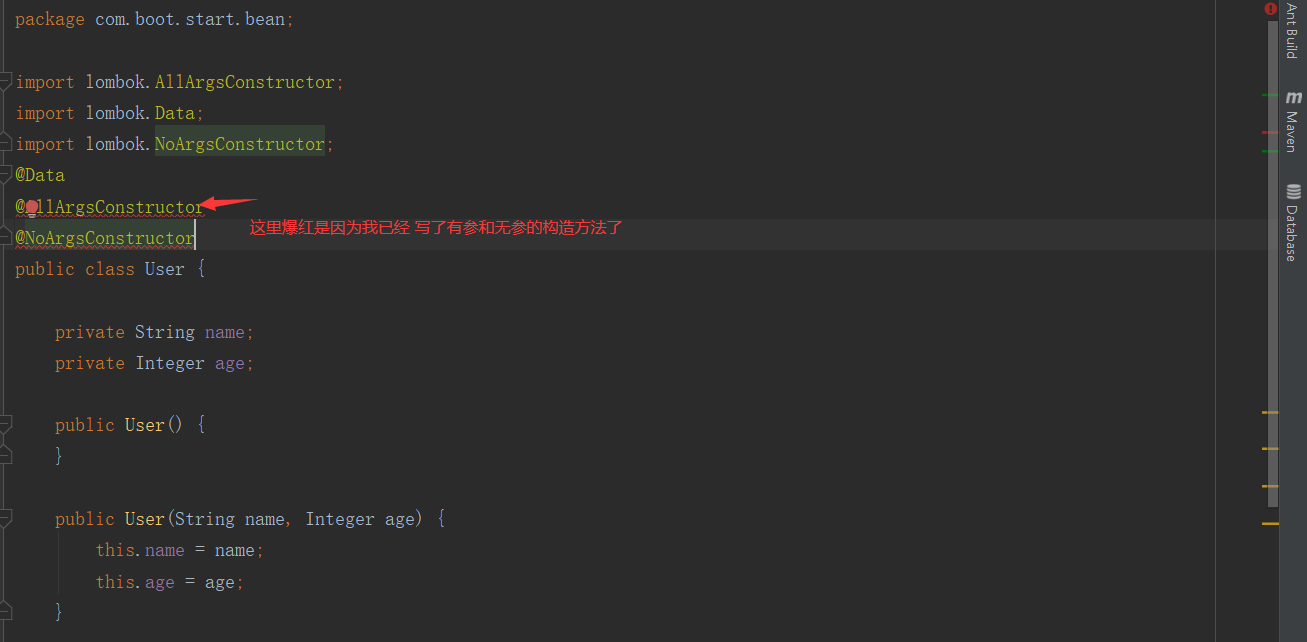 package com.boot.start.bean;
import lombok.AllArgsConstructor;
import lombok.Data;
import lombok.NoArgsConstructor;
@Data
@AllArgsConstructor
这里爆红是因为我已经 写了有参和无参的构造方法了
@NoArgsConstructor
public class User {
private String name;
private Integer age;
public User() {
}
public User(String name, Integer age) {
this.name = name;
this.age = age;
}
Ant Build
m Maven
Database